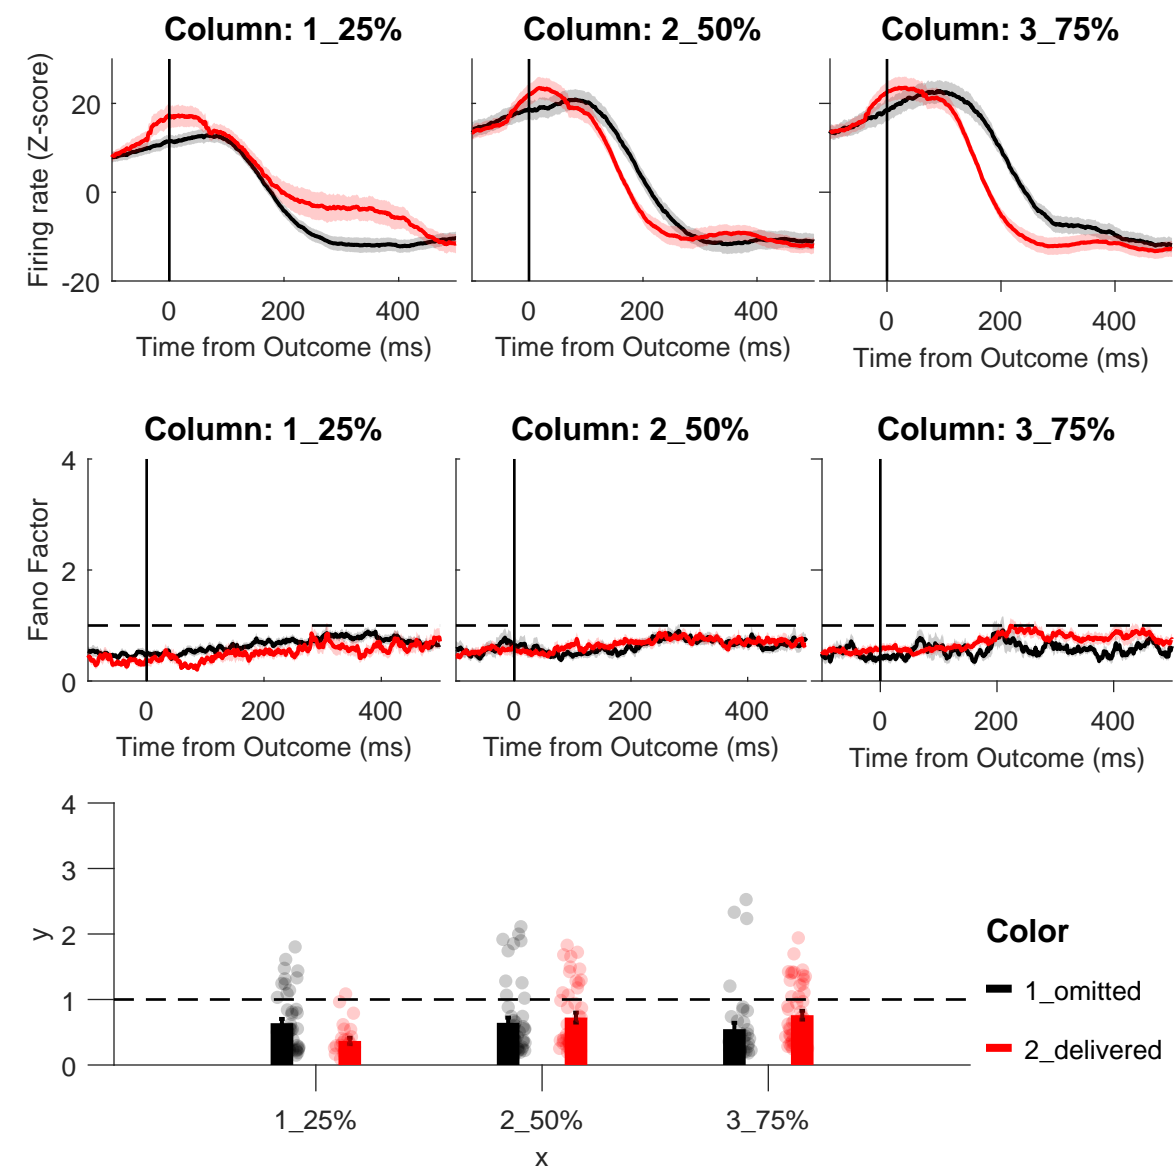 Column: 1_25%
Column: 2_50%
Column: 3_75%
Firing rate (Z-score)
20
0
-20
0
200
400
0
200
400
0
200
400
Time from Outcome (ms)
Time from Outcome (ms)
Time from Outcome (ms)
Column: 1_25%
Column: 2_50%
Column: 3_75%
Fano Factor
4
2
0
0
200
400
0
200
400
0
200
400
Time from Outcome (ms)
Time from Outcome (ms)
Time from Outcome (ms)
y
4
3
2
1
0
1_25%
2_50%
3_75%
x
Color
1_omitted
2_delivered